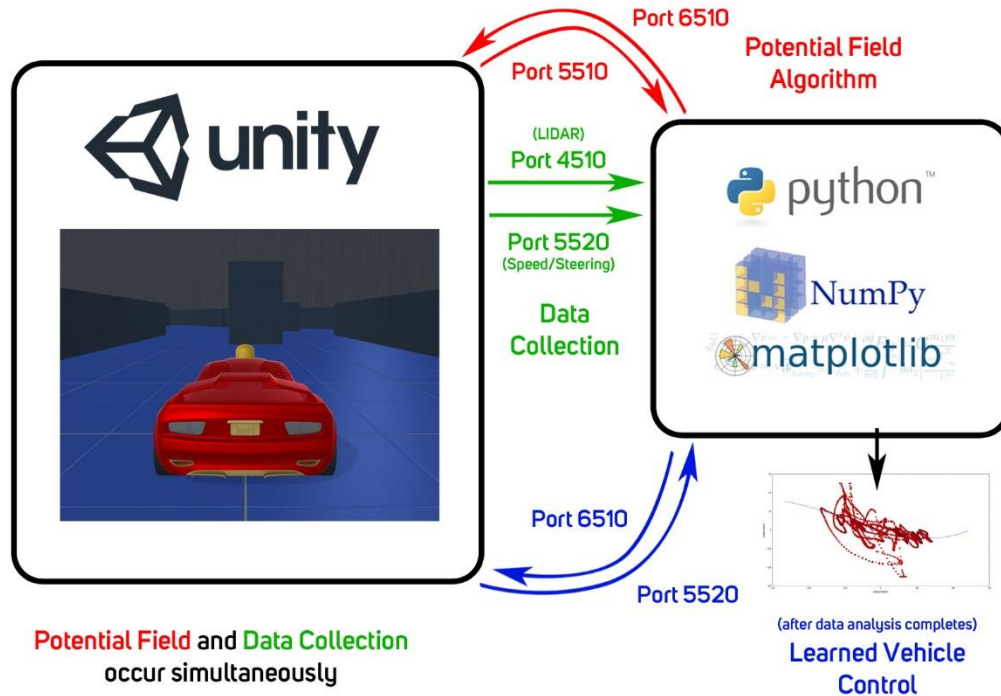 Port 6510
Port 5510
Potential Field
Algorithm
unity
(LIDAR)
Port 4510
Port 5520
(Speed/Steering)
Data
Collection
python™
NumPy
matplotlib
Port 6510
Port 5520
Potential Field and Data Collection
occur simultaneously
(after data analysis completes)
Learned Vehicle
Control